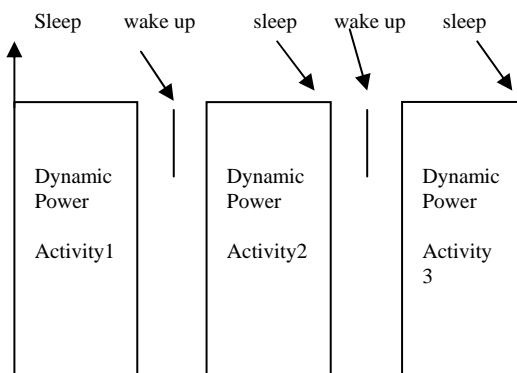 Sleep wake up sleep wake up sleep
Dynamic Power
Activity1
Dynamic Power
Activity2
Dynamic Power
Activity 3